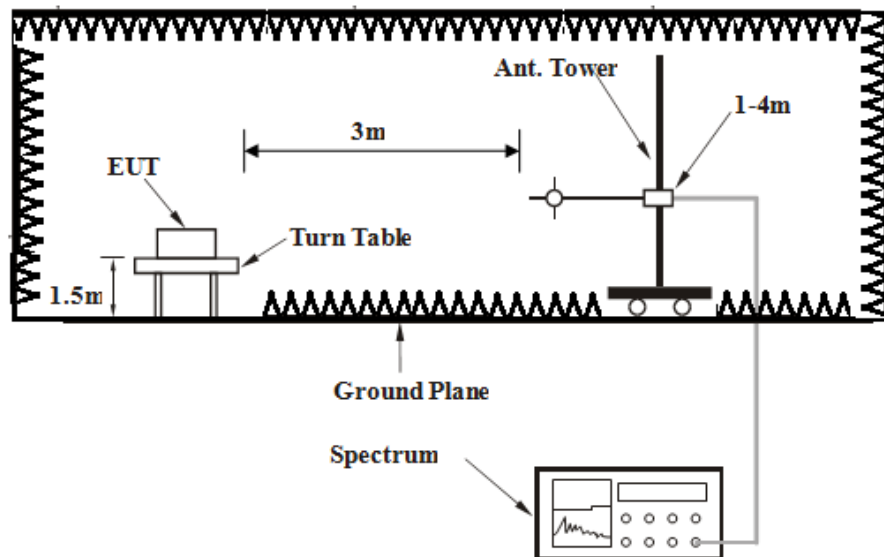 Ant. Tower
1-4m
3m
EUT
Turn Table
1.5m
Ground Plane
Spectrum